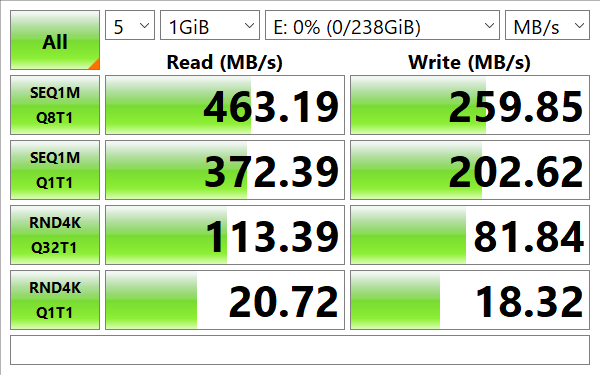 All 5 1GiB E: 0% (0/238GiB) MB/s
Read (MB/s) Write (MB/s)
SEQ1M
Q8T1
463.19 259.85
SEQ1M
Q1T1
372.39 202.62
RND4K
Q32T1
113.39 81.84
RND4K
Q1T1
20.72 18.32